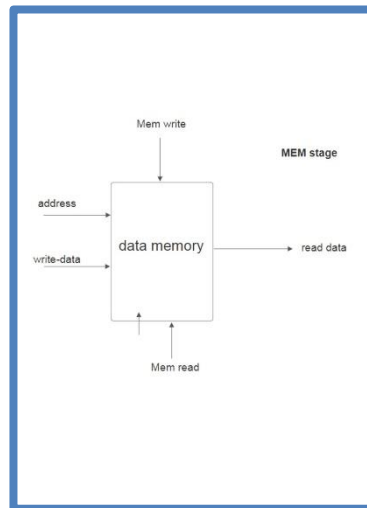 Mem write
MEM stage
address
data memory
write-data
read data
Mem read